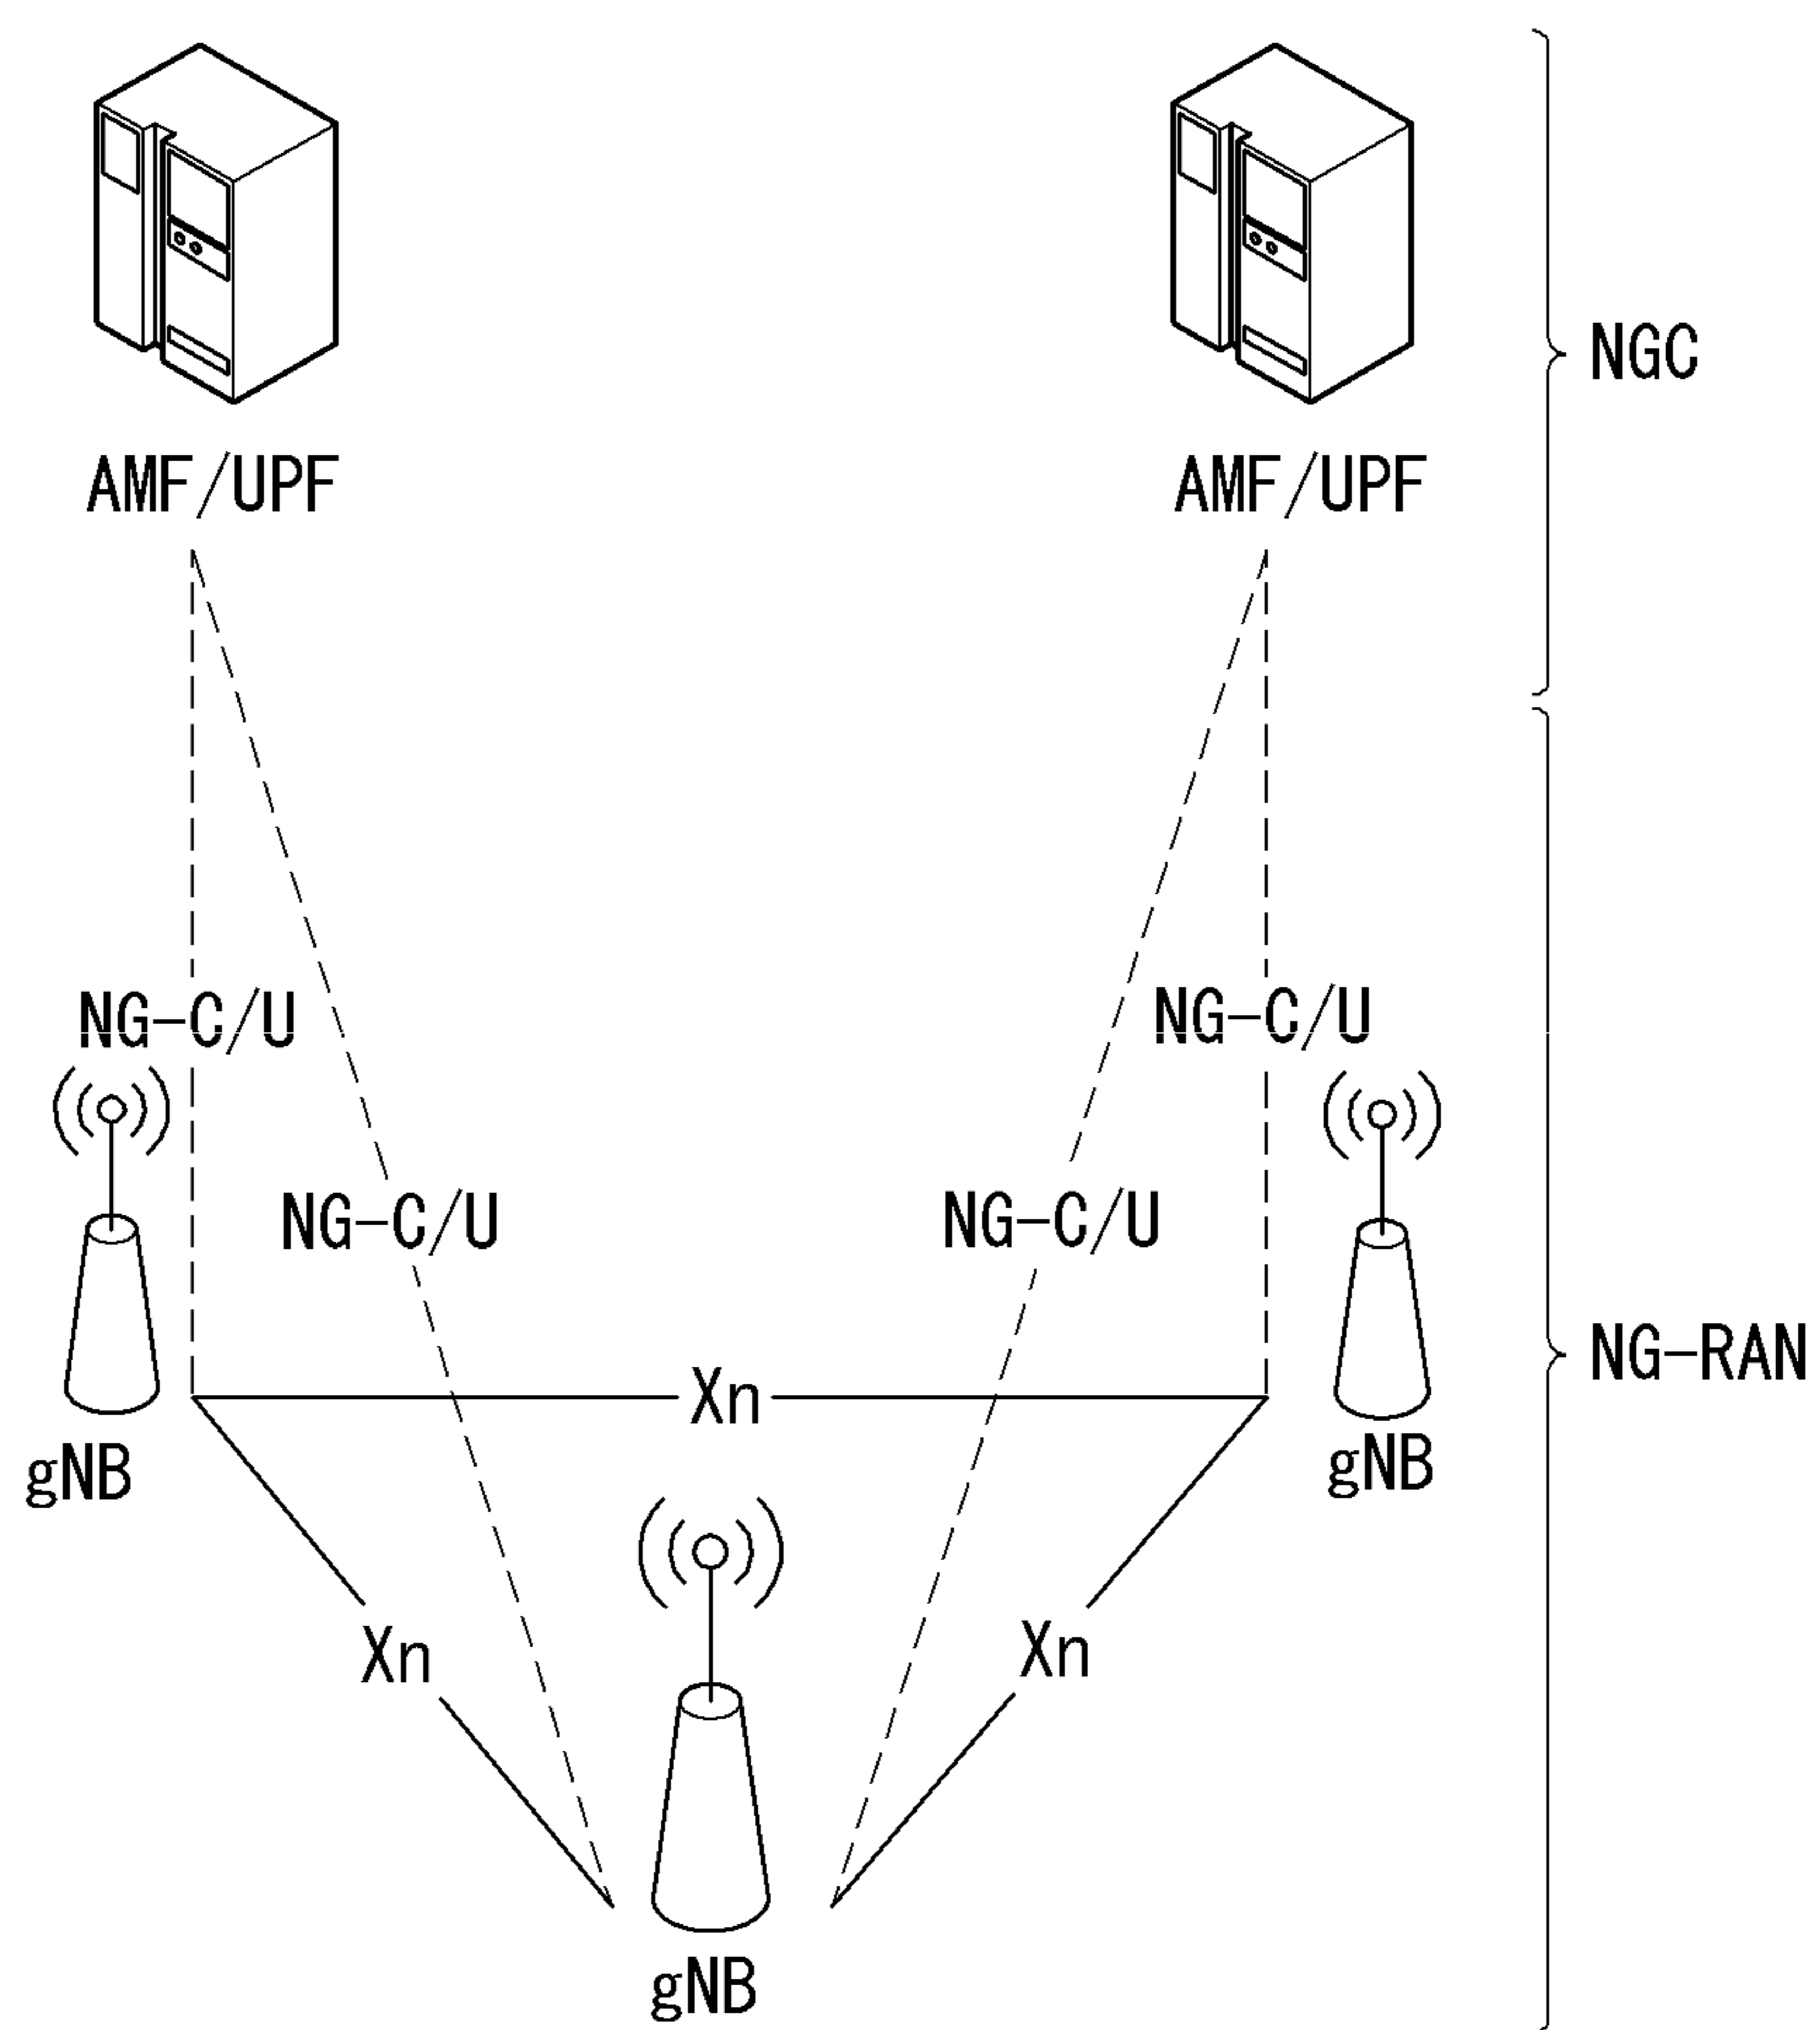 NGC
AMF/UPF
AMF/UPF
NG-C/U
NG-C/U
NG-C/U
NG-C/U
NG-RAN
Xn
gNB
gNB
Xn
Xn
gNB